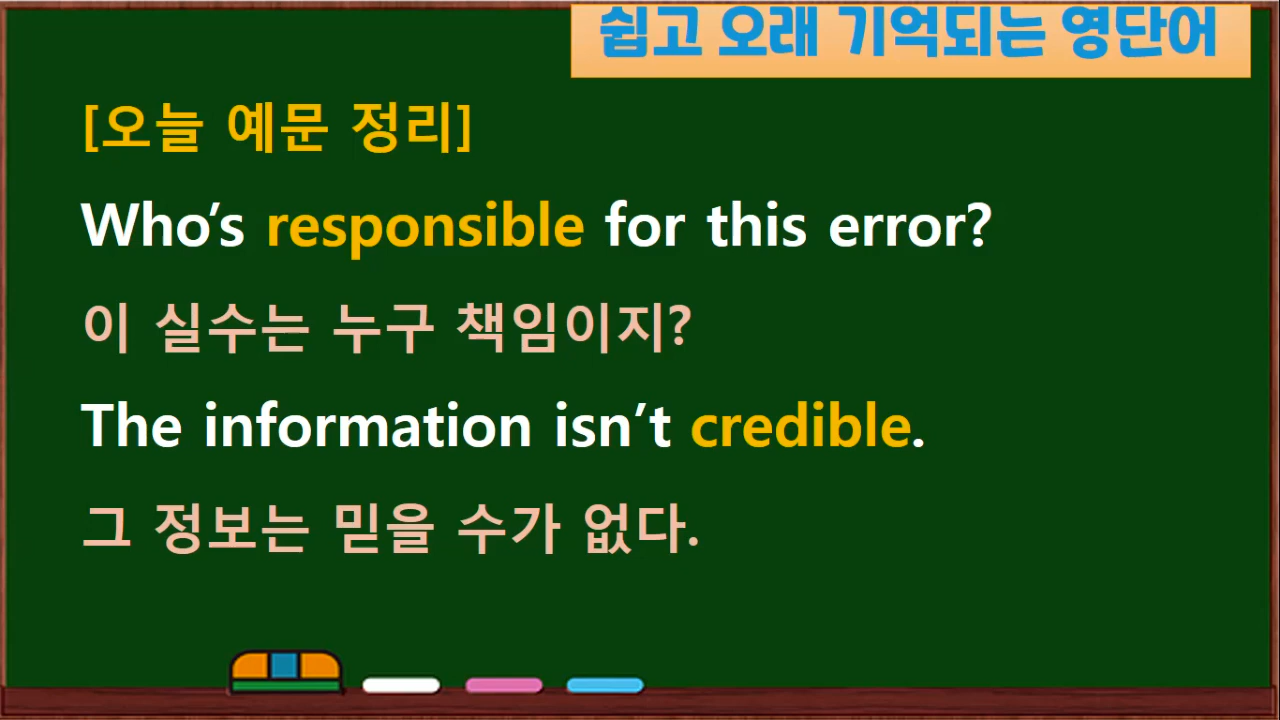 쉽고 오래 기억되는 영단어
[오늘 예문 정리]
Who's responsible for this error?
이 실수는 누구 책임이지?
The information isn't credible.
그 정보는 믿을 수가 없다.